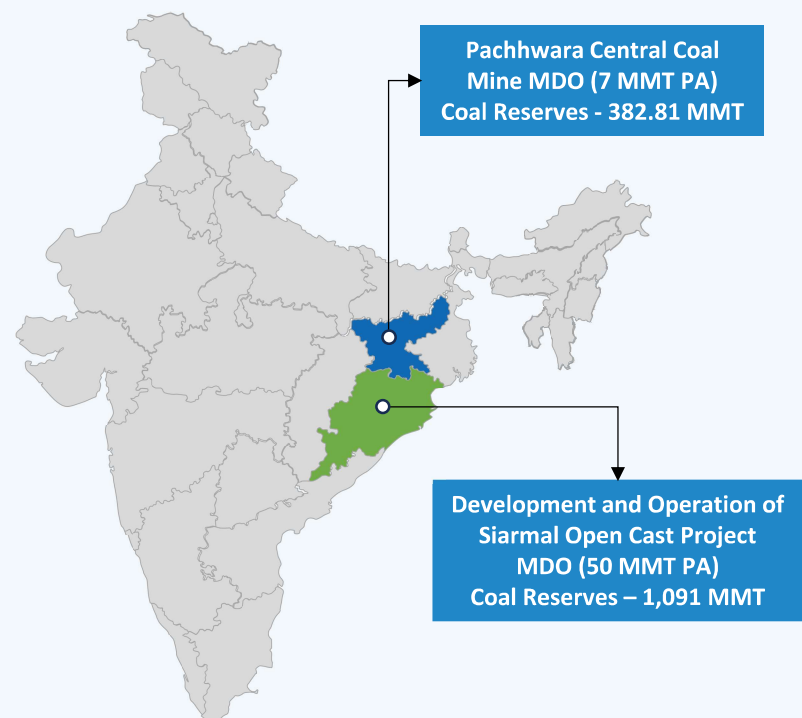 Pachhwara Central Coal
Mine MDO (7 MMT PA)
Coal Reserves - 382.81 MMT
Development and Operation of
Siarmal Open Cast Project
MDO (50 MMT PA)
Coal Reserves – 1,091 MMT